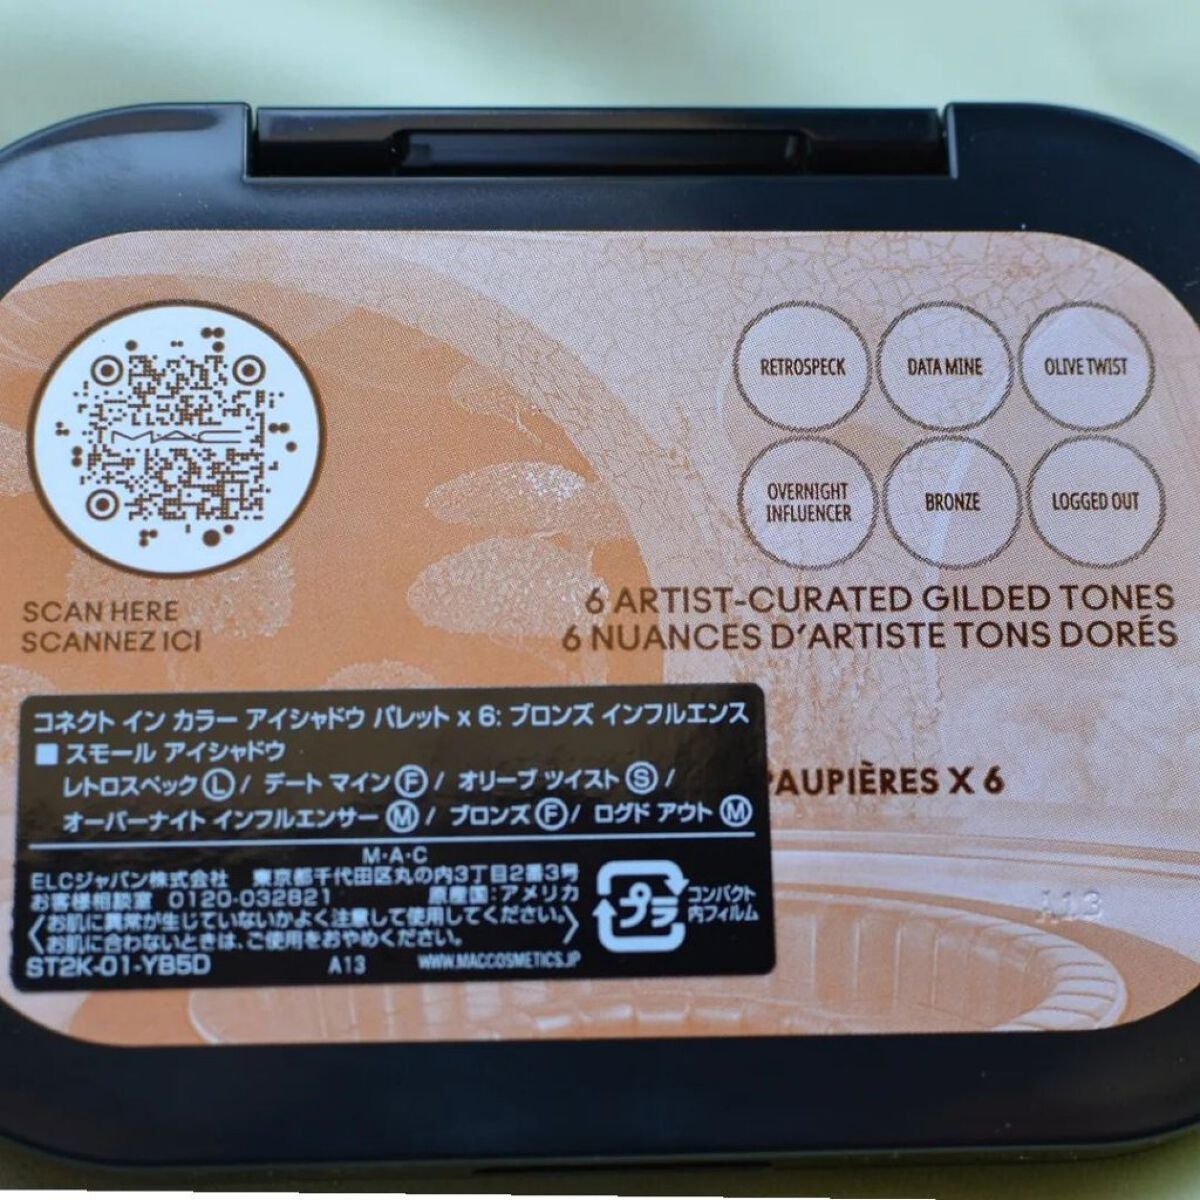 MAC
SCAN HERE
SCANNEZ ICI
RETROSPECK
DATA MINE
OLIVE TWIST
OVERNIGHT
INFLUENCER
BRONZE
LOGGED OUT
6 ARTIST-CURATED GILDED TONES
6 NUANCES D'ARTISTE TONS DORÉS
PAUPIÈRES X 6
コネクト イン カラー アイシャドウ パレット x 6: ブロンズ インフルエンス
■ スモール アイシャドウ
レトロスペックⓁ/ デート マインⒻ/ オリーブ ツイストⓈ/
オーバーナイト インフルエンサーⓂ/ ブロンズⒻ/ ログド アウトⓂ
M·A·C
ELCジャパン株式会社 東京都千代田区丸の内3丁目2番3号
お客様相談室 0120-032821 原産国:アメリカ
〈お肌に異常が生じていないかよく注意して使用してください。
お肌に合わないときは、ご使用をおやめください。〉
ST2K-01-YB5D A13 WWW.MACCOSMETICS.JP
プラ
コンパクト
内フィルム
A13